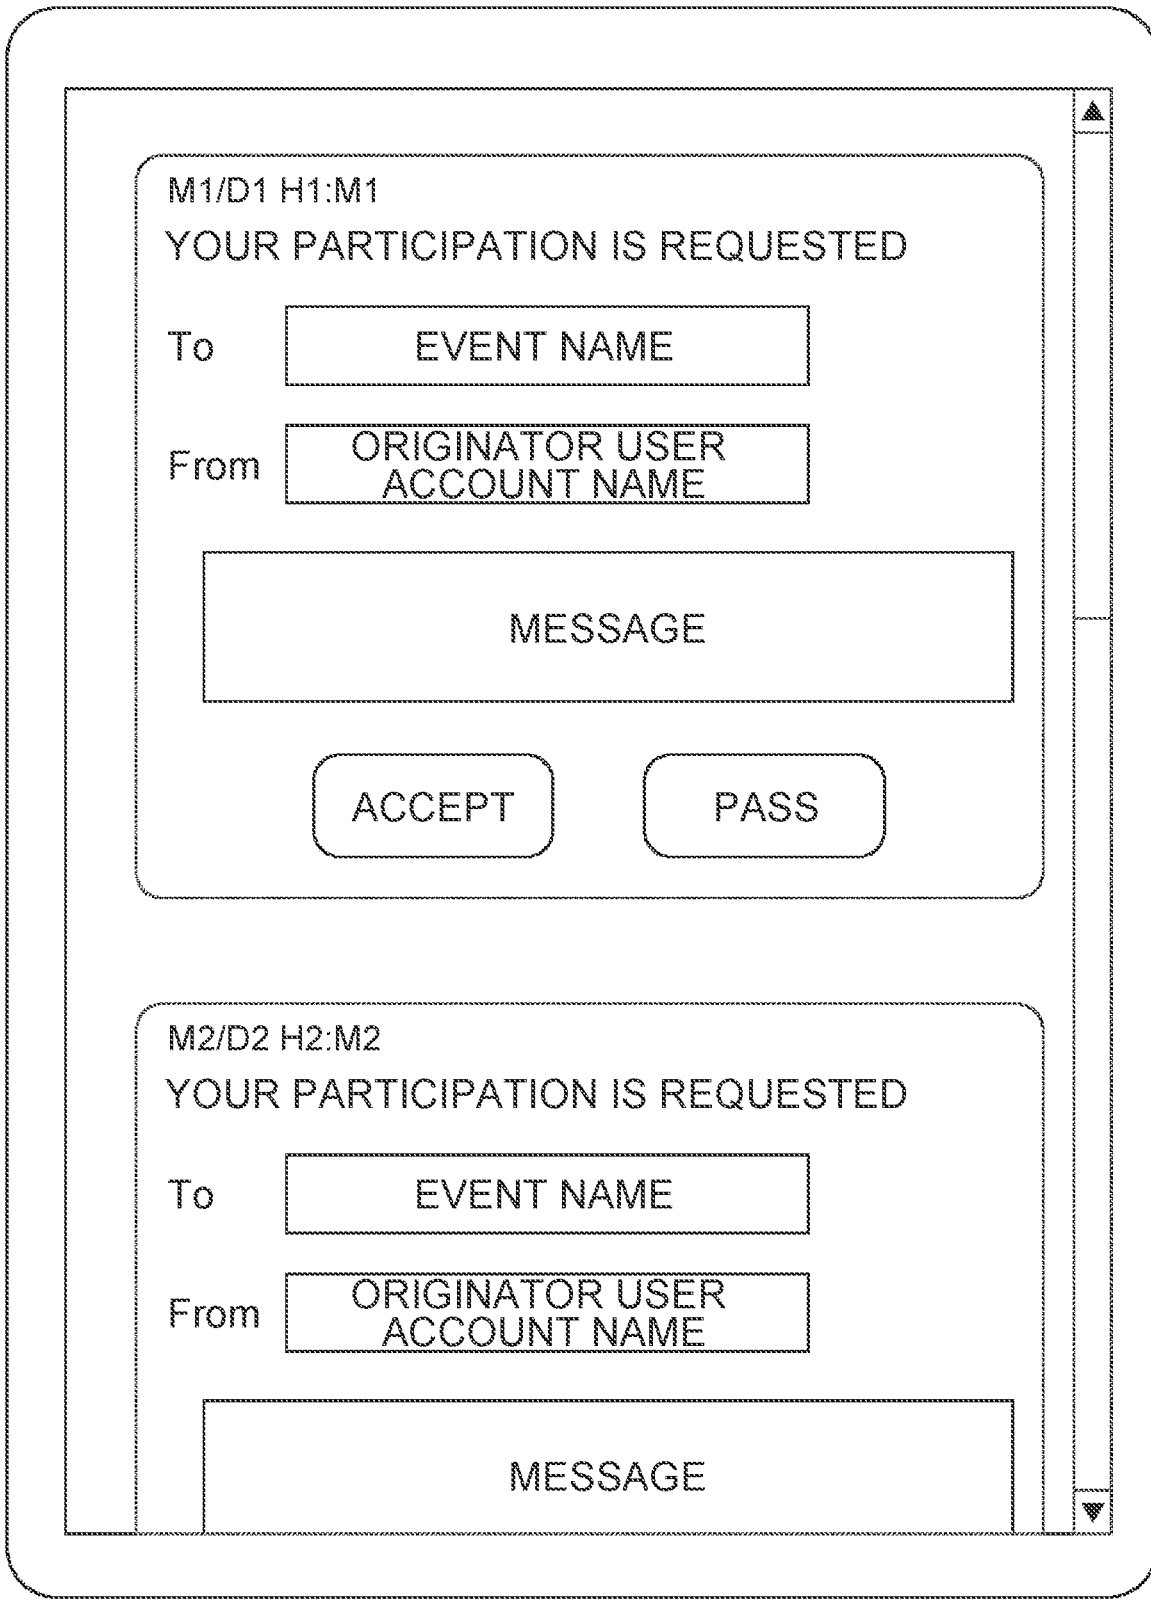 M1/D1 H1:M1
YOUR PARTICIPATION IS REQUESTED
To
EVENT NAME
From
ORIGINATOR USER
ACCOUNT NAME
MESSAGE
ACCEPT
PASS
M2/D2 H2:M2
YOUR PARTICIPATION IS REQUESTED
To
EVENT NAME
From
ORIGINATOR USER
ACCOUNT NAME
MESSAGE